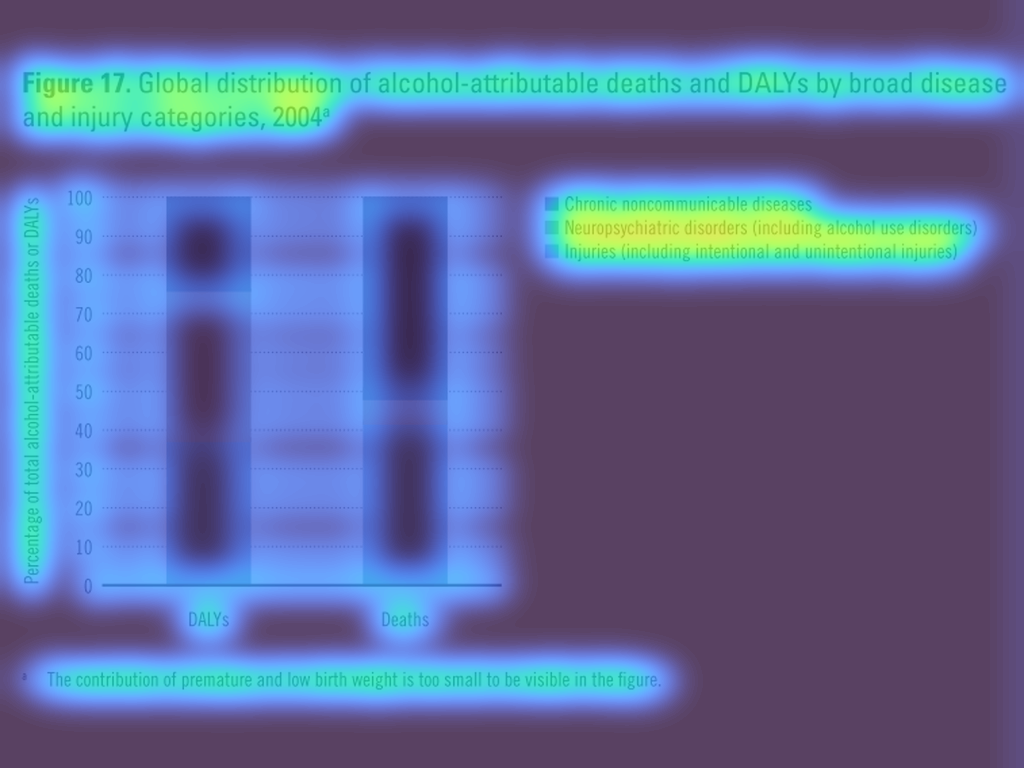 Figure 17. Global distribution of alcohol-attributable deaths and DALYs by broad disease
and injury categories, 2004ª
Percentage of total alcohol-attributable deaths or DALYs
100
90
80
70
60
50
40
30
20
10
0
DALYs
Deaths
Chronic noncommunicable diseases
Neuropsychiatric disorders (including alcohol use disorders)
Injuries (including intentional and unintentional injuries)
ª The contribution of premature and low birth weight is too small to be visible in the figure.